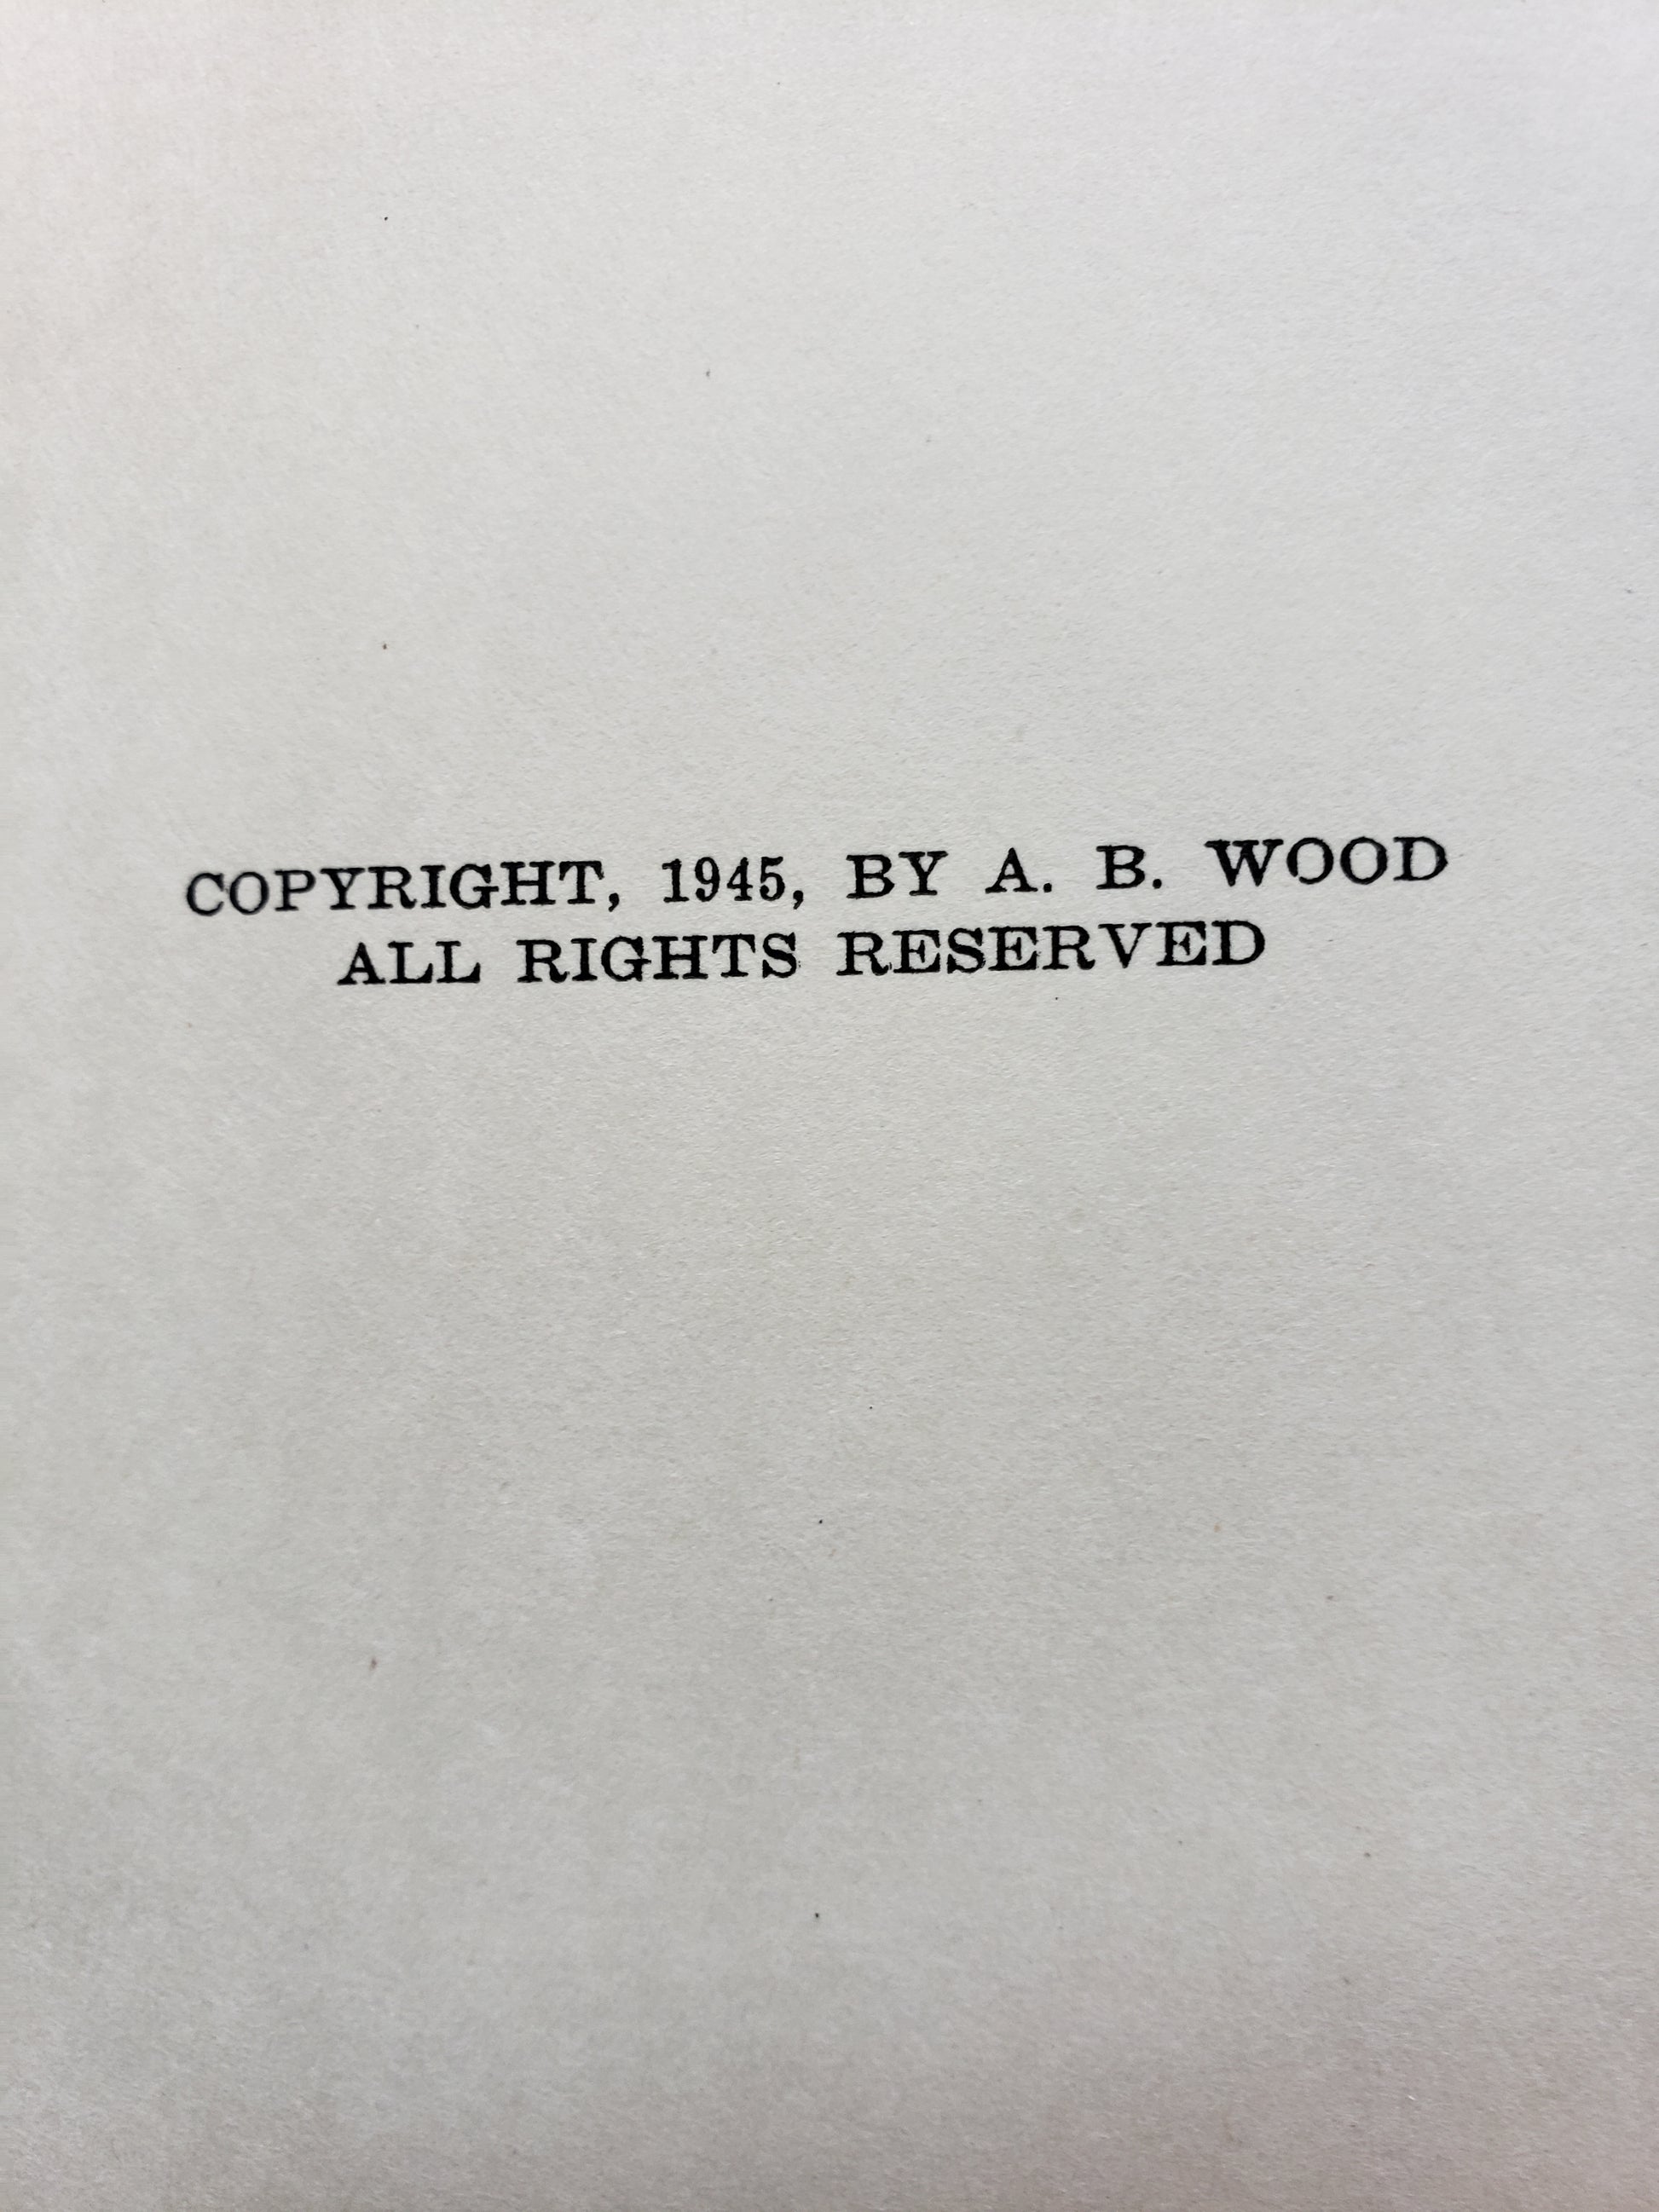 COPYRIGHT, 1945, BY A. B. WOOD
ALL RIGHTS RESERVED